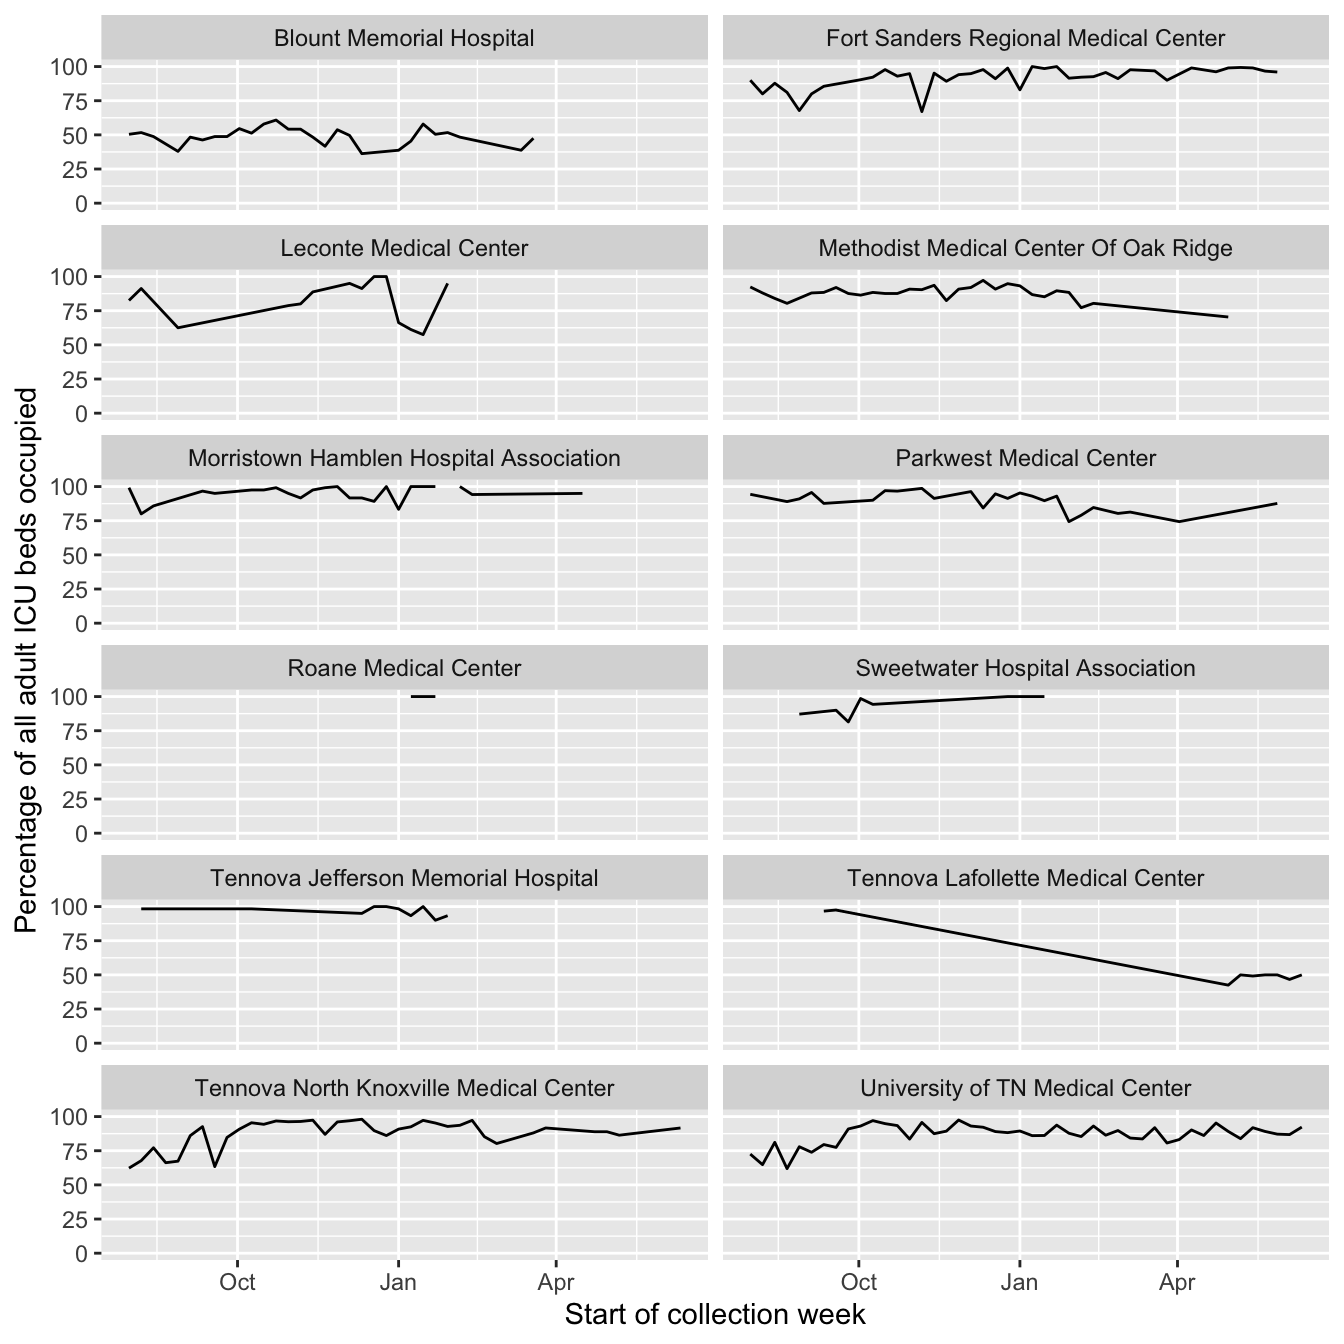 Blount Memorial Hospital
Fort Sanders Regional Medical Center
100
75
50
25
0
Leconte Medical Center
Methodist Medical Center Of Oak Ridge
100
75
50
25
0
Morristown Hamblen Hospital Association
Parkwest Medical Center
100
75
50
25
0
Roane Medical Center
Sweetwater Hospital Association
100
75
50
25
0
Tennova Jefferson Memorial Hospital
Tennova Lafollette Medical Center
100
75
50
25
0
Tennova North Knoxville Medical Center
University of TN Medical Center
100
75
50
25
0
Oct Jan Apr
Oct Jan Apr
Start of collection week
Percentage of all adult ICU beds occupied